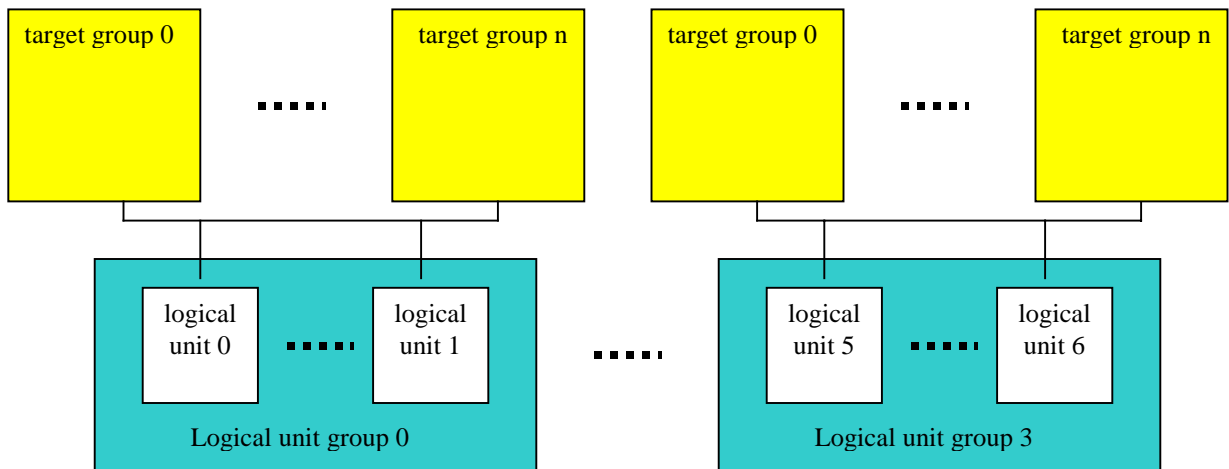 target group 0
target group n
target group 0
target group n
logical
unit 0
logical
unit 1
logical
unit 5
logical
unit 6
Logical unit group 0
Logical unit group 3